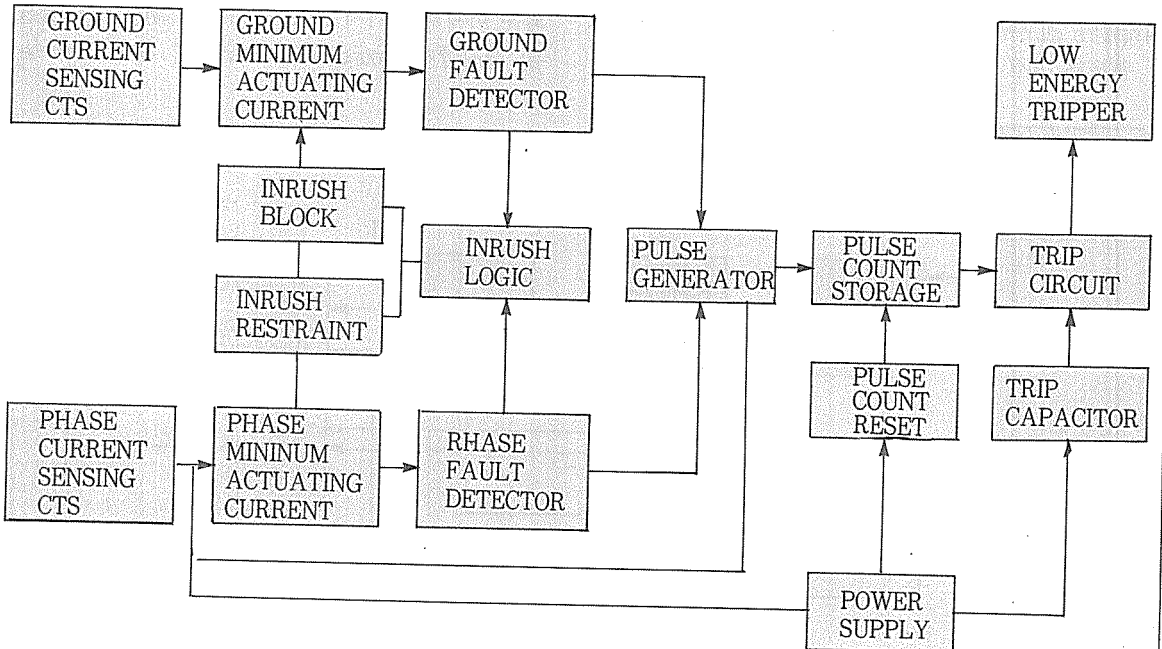 GROUND
CURRENT
SENSING
CTS
GROUND
MINIMUM
ACTUATING
CURRENT
GROUND
FAULT
DETECTOR
LOW
ENERGY
TRIPPER
INRUSH
BLOCK
INRUSH
LOGIC
PULSE
GENERATOR
PULSE
COUNT
STORAGE
TRIP
CIRCUIT
INRUSH
RESTRAINT
PULSE
COUNT
RESET
TRIP
CAPACITOR
PHASE
CURRENT
SENSING
CTS
PHASE
MININUM
ACTUATING
CURRENT
RHASE
FAULT
DETECTOR
POWER
SUPPLY